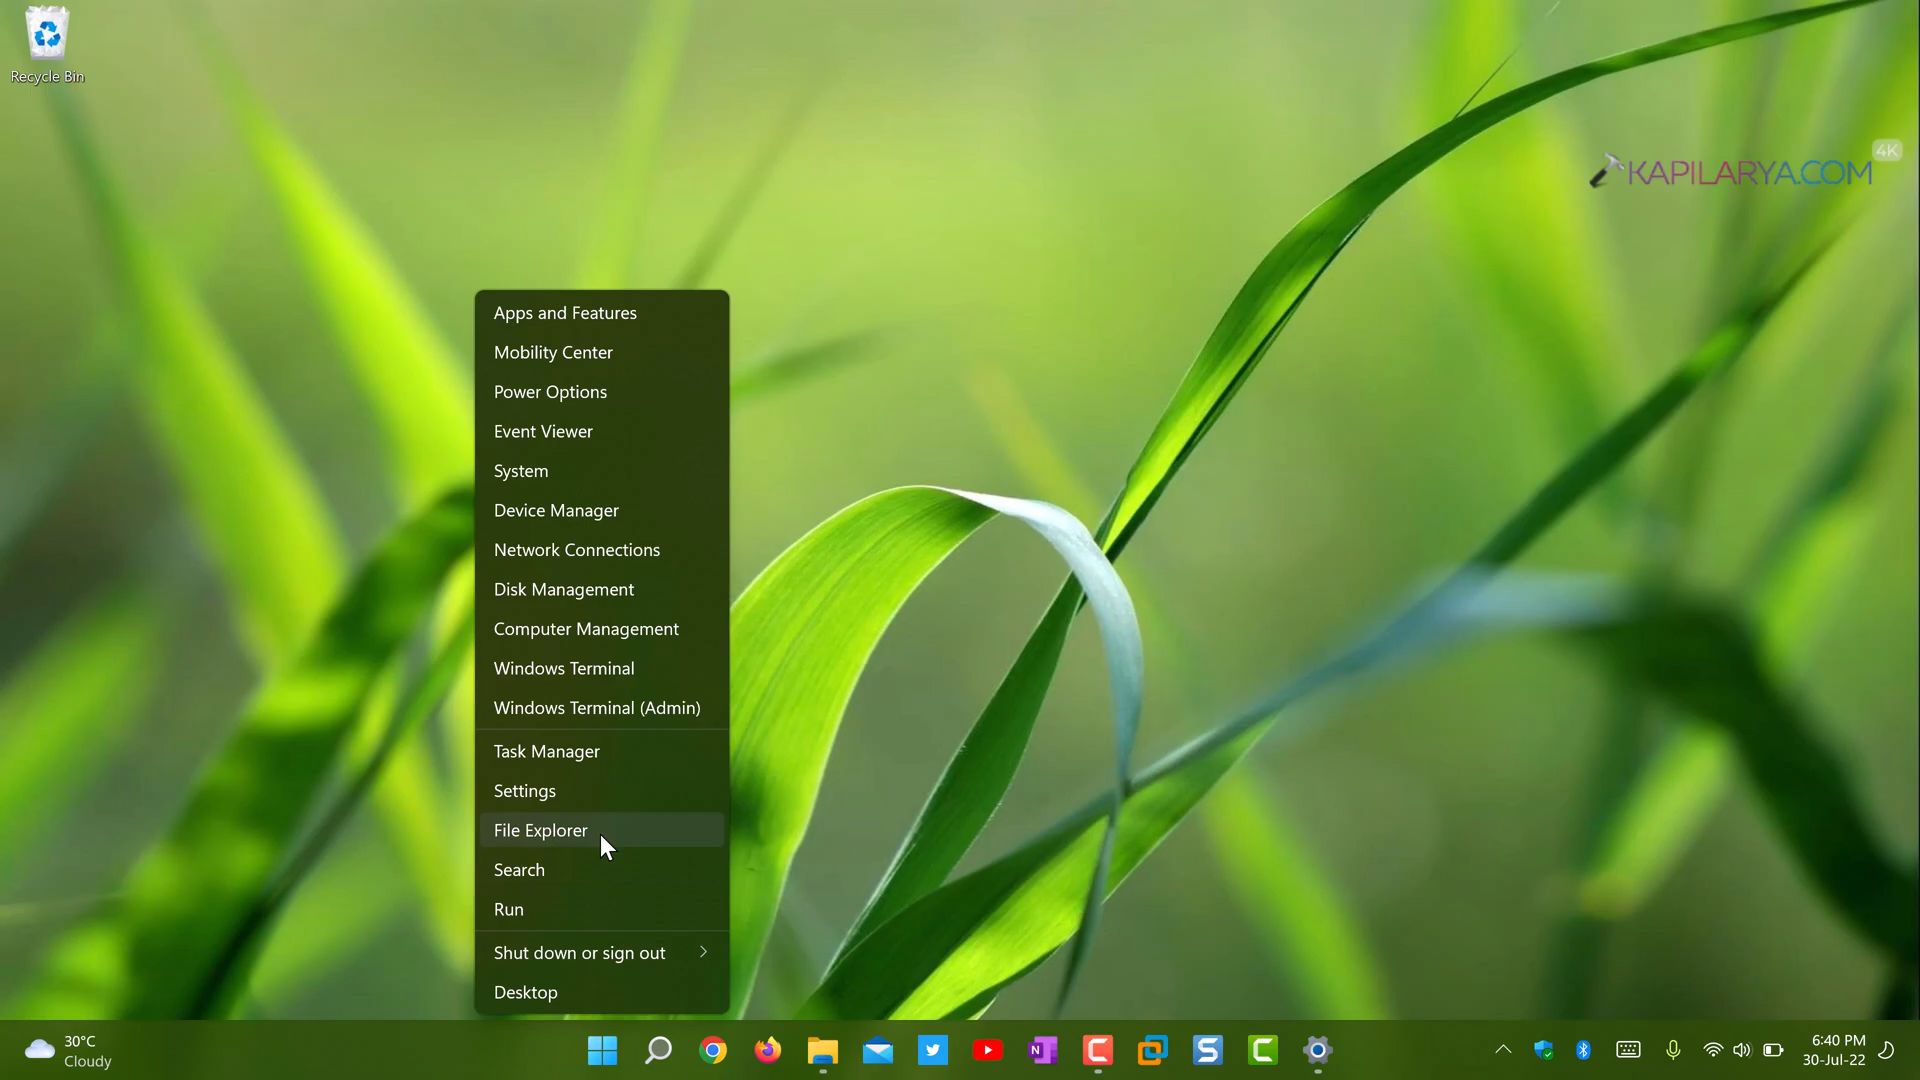 Recycle Bin
4K
KAPILARYA.COM
Apps and Features
Mobility Center
Power Options
Event Viewer
System
Device Manager
Network Connections
Disk Management
Computer Management
Windows Terminal
Windows Terminal (Admin)
Task Manager
Settings
File Explorer
Search
Run
Shut down or sign out
Desktop
30°C
Cloudy
N
C
S
C
6:40 PM
30-Jul-22